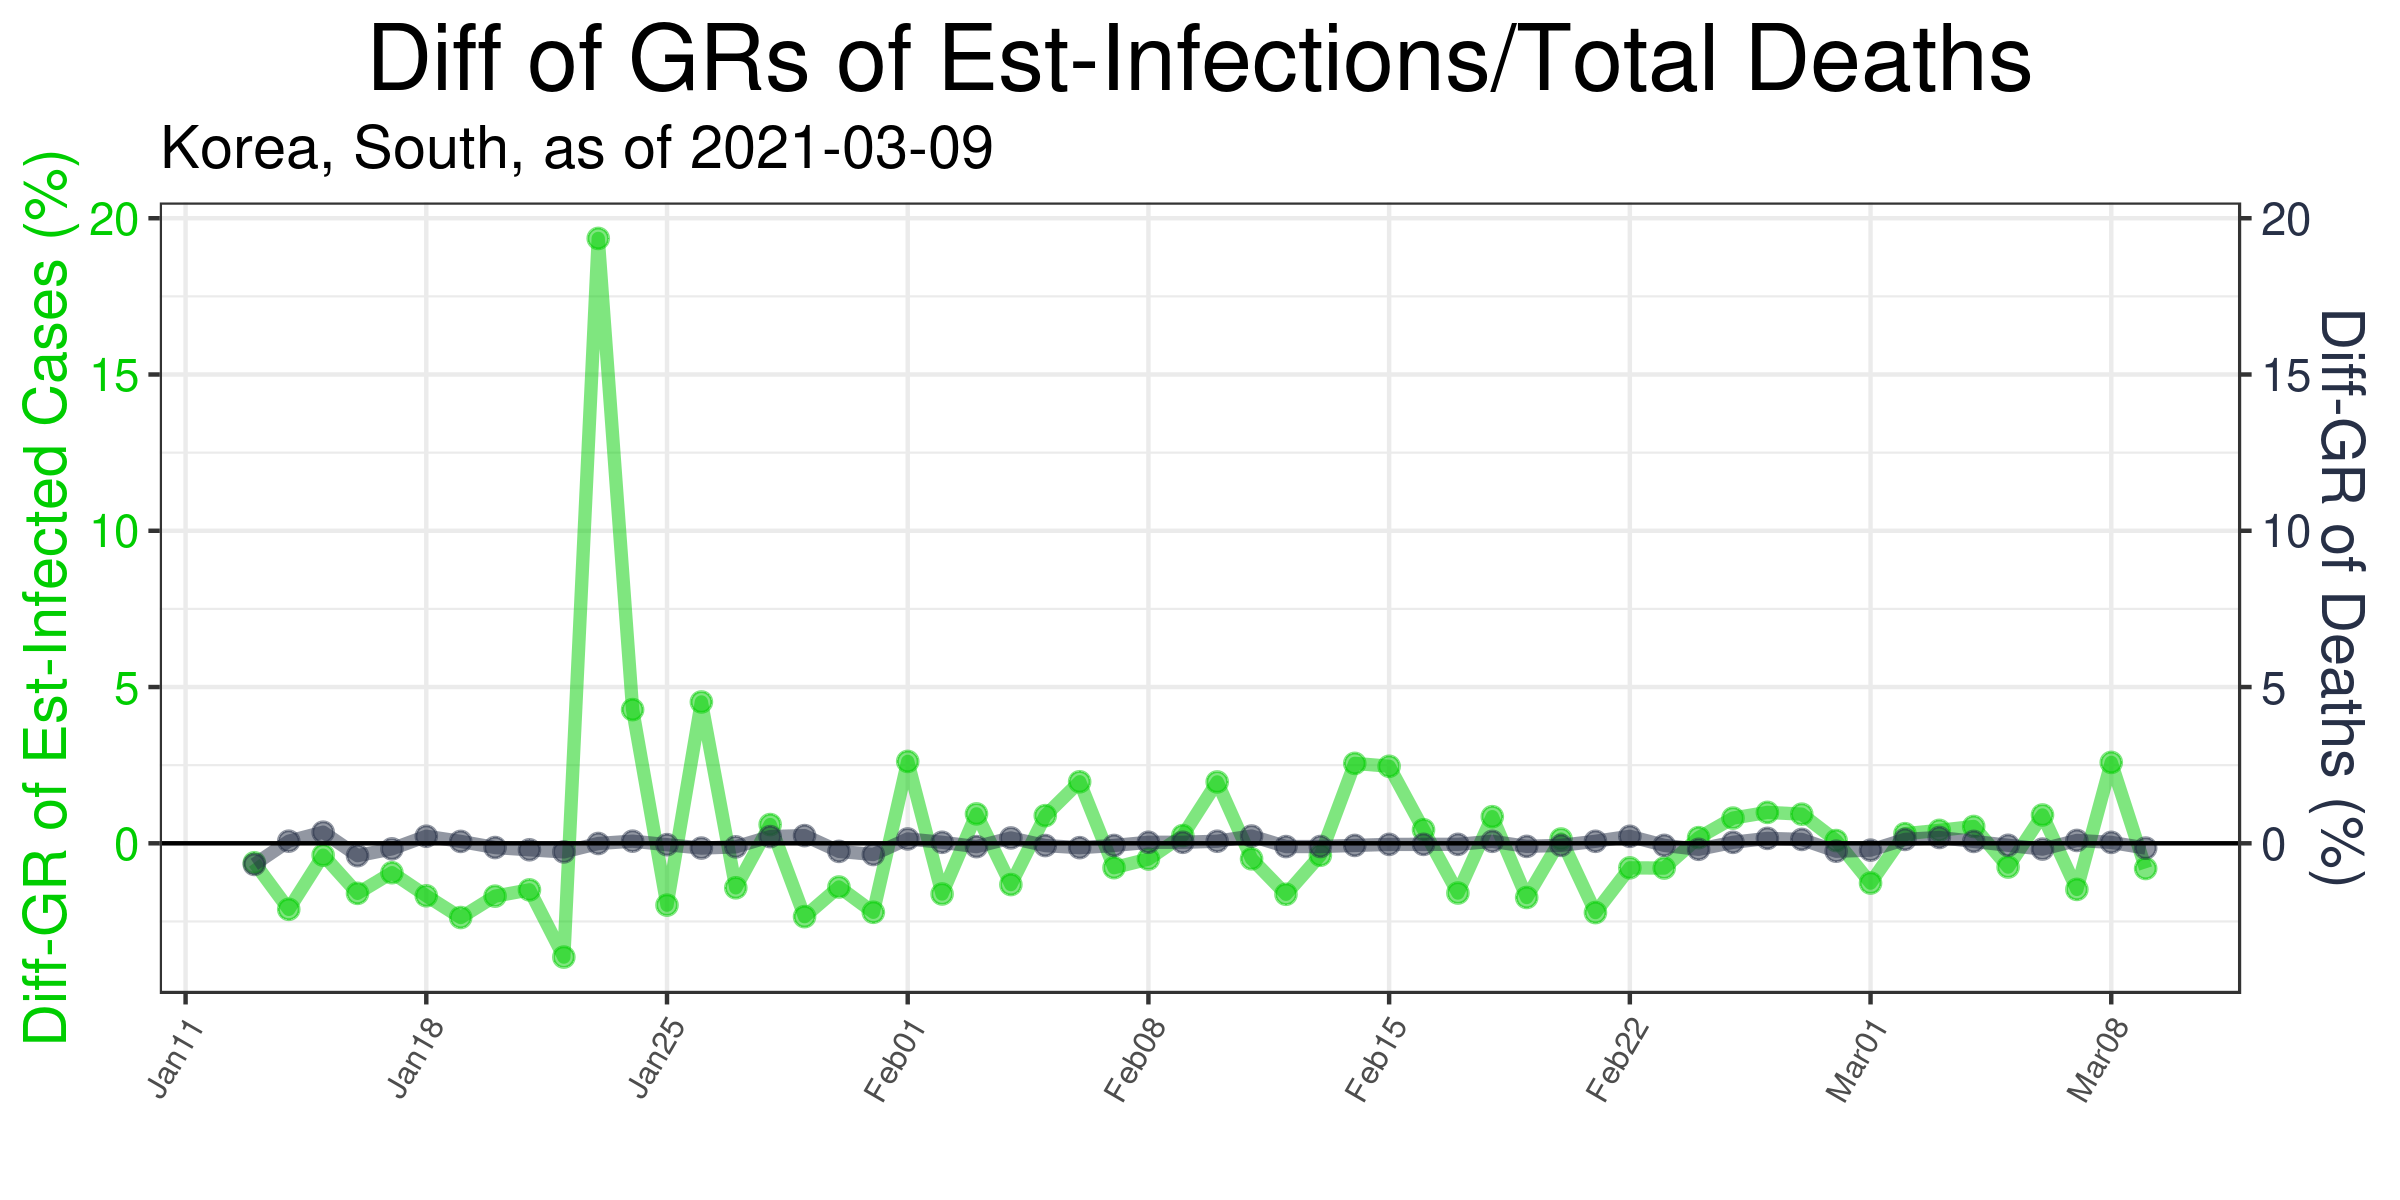 Diff of GRs of Est-Infections/Total Deaths
Korea, South, as of 2021-03-09
Diff-GR of Est-Infected Cases (%)
20
15
10
5
0
20
15
10
5
0
Diff-GR of Deaths (%)
Jan11
Jan18
Jan25
Feb01
Feb08
Feb15
Feb22
Mar01
Mar08